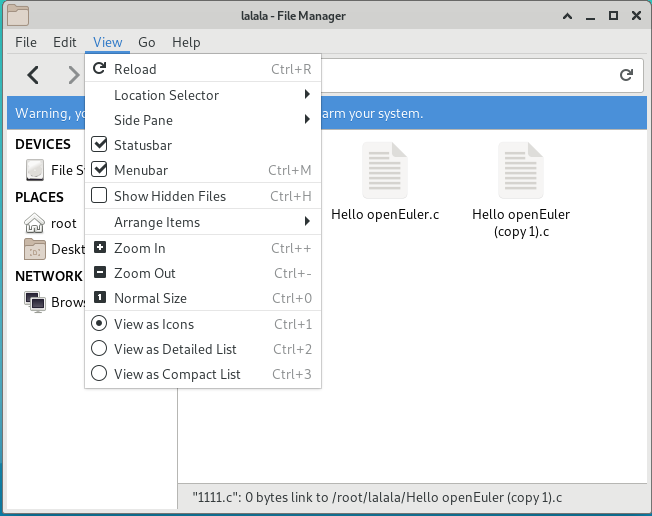 lalala - File Manager
File Edit View Go Help
Reload Ctrl+R
Location Selector
Side Pane
Statusbar
Menubar Ctrl+M
Show Hidden Files Ctrl+H
Arrange Items
Zoom In Ctrl++
Zoom Out Ctrl+-
Normal Size Ctrl+0
View as Icons Ctrl+1
View as Detailed List Ctrl+2
View as Compact List Ctrl+3
Warning, yo
arm your system.
DEVICES
File Sy
PLACES
root
Deskt
NETWORK
Brows
Hello openEuler.c
Hello openEuler
(copy 1).c
"1111.c": 0 bytes link to /root/lalala/Hello openEuler (copy 1).c